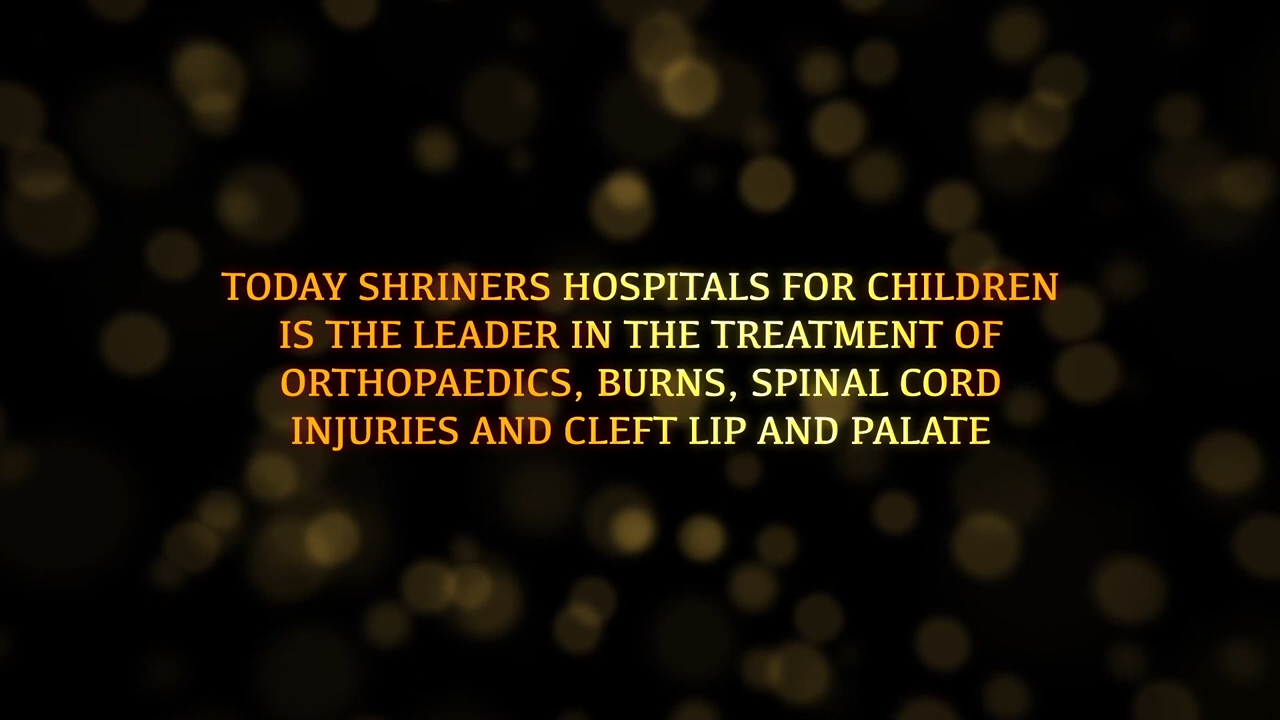 TODAY SHRINERS HOSPITALS FOR CHILDREN
IS THE LEADER IN THE TREATMENT OF
ORTHOPAEDICS, BURNS, SPINAL CORD
INJURIES AND CLEFT LIP AND PALATE